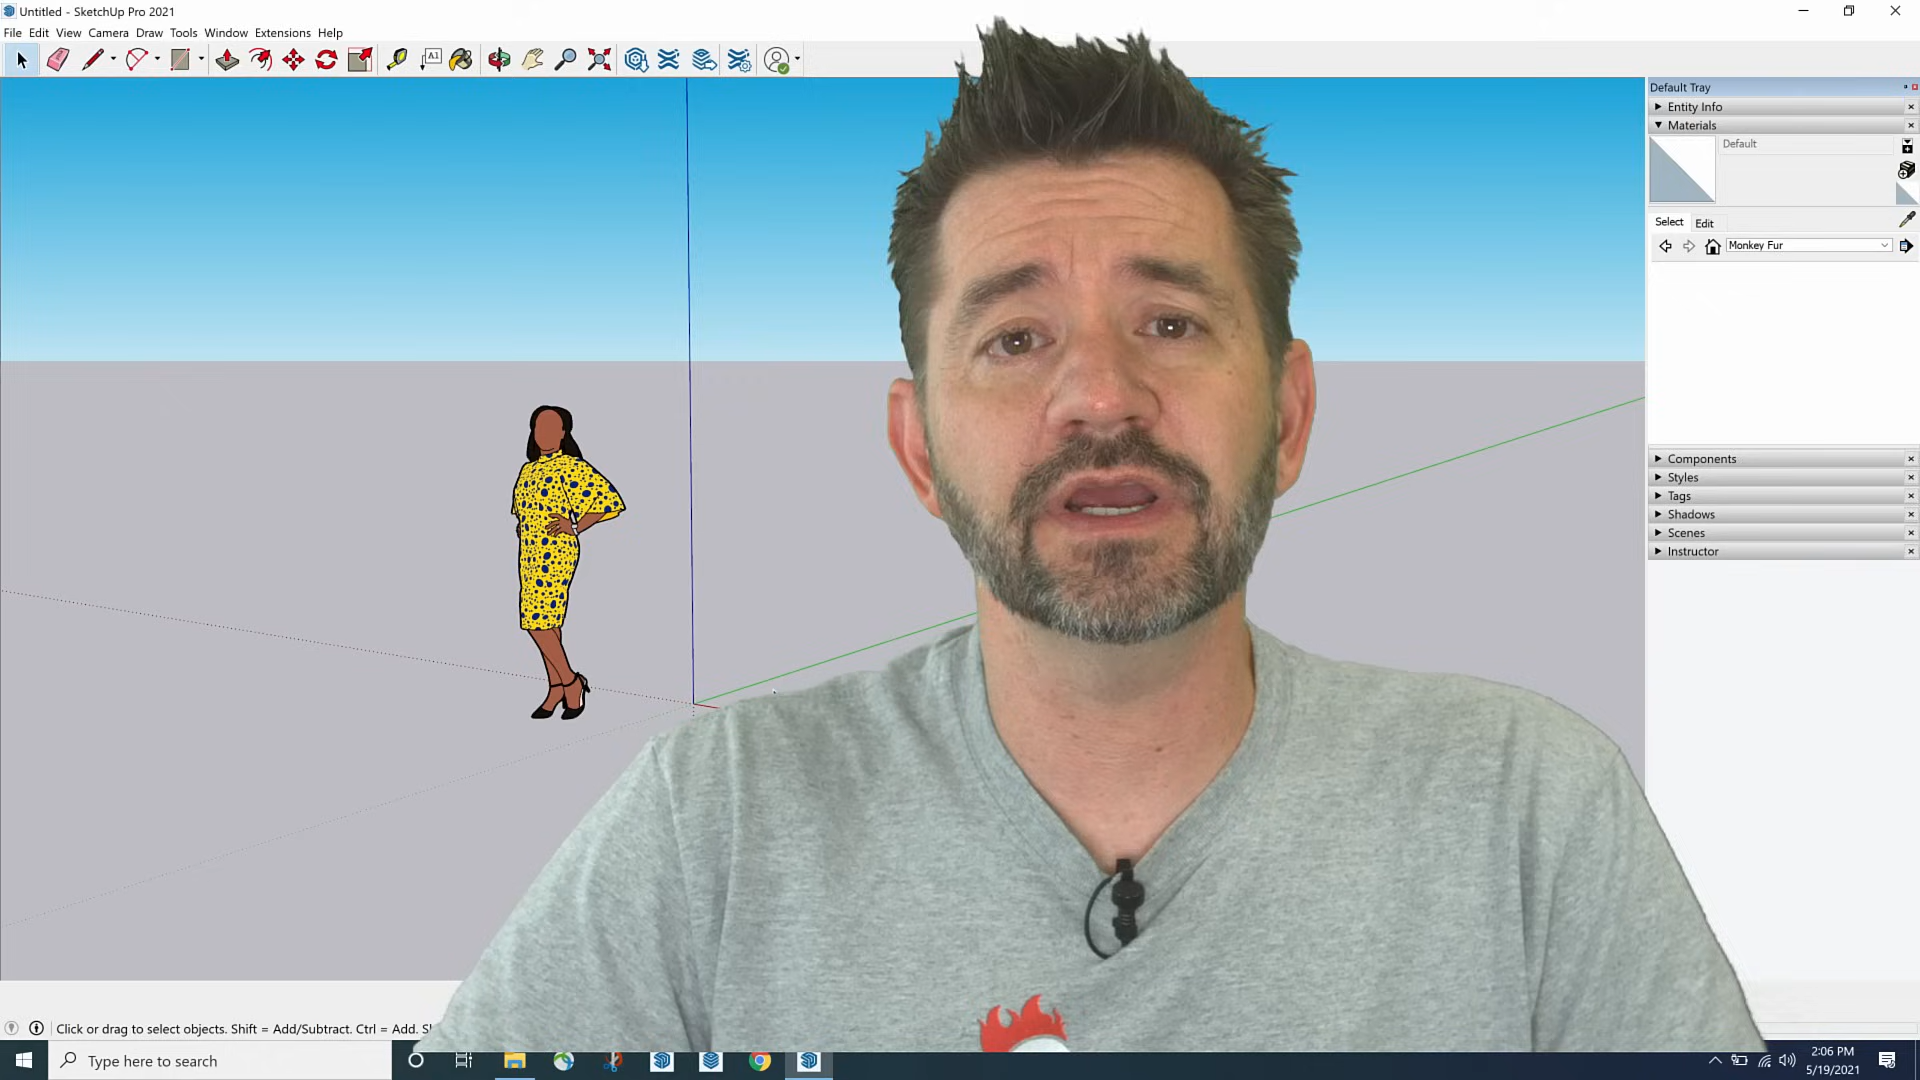 Untitled - SketchUp Pro 2021
File Edit View Camera Draw Tools Window Extensions Help
A1
Default Tray
Entity Info
Materials
Default
Select Edit
Monkey Fur
Components
Styles
Tags
Shadows
Scenes
Instructor
Click or drag to select objects. Shift = Add/Subtract. Ctrl = Add.
Type here to search
2:06 PM
5/19/2021